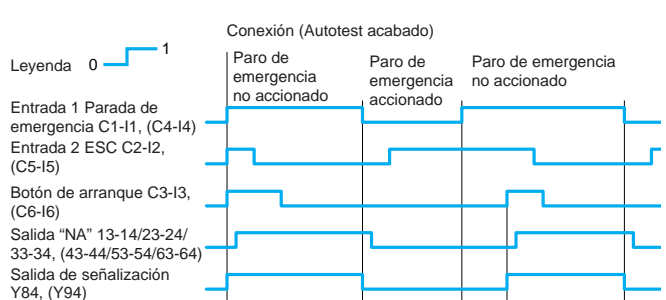 Conexión (Autotest acabado)
Leyenda 0 1
Paro de
emergencia
no accionado
Paro de
emergencia
accionado
Paro de emergencia
no accionado
Entrada 1 Parada de
emergencia C1-I1, (C4-I4)
Entrada 2 ESC C2-I2,
(C5-I5)
Botón de arranque C3-I3,
(C6-I6)
Salida “NA” 13-14/23-24/
33-34, (43-44/53-54/63-64)
Salida de señalización
Y84, (Y94)